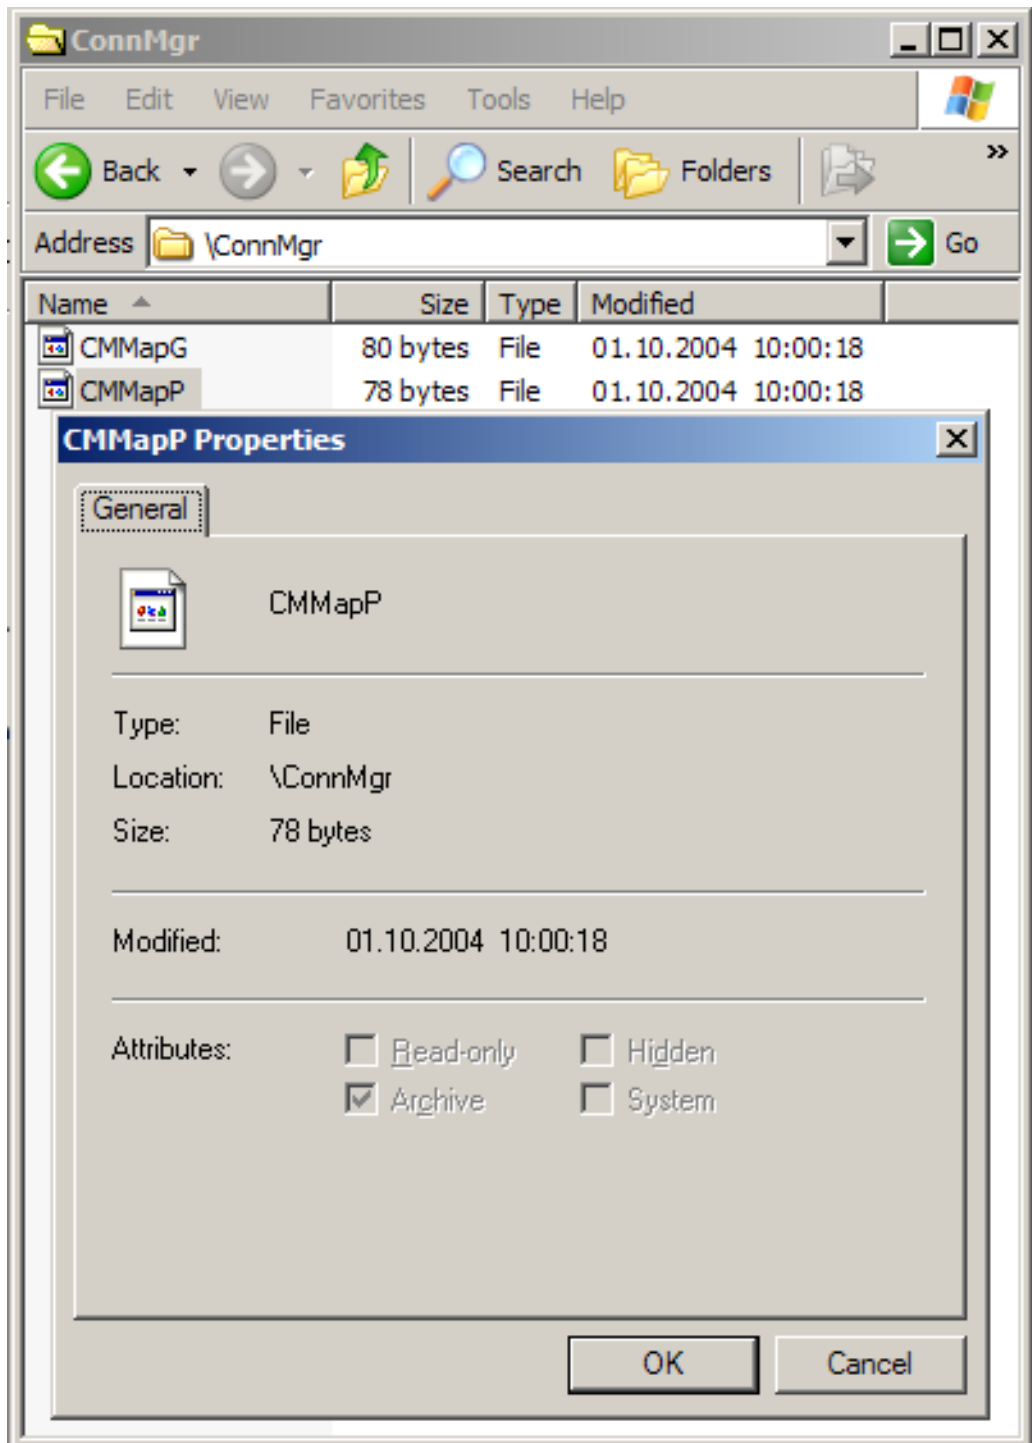 ConnMgr
File Edit View Favorites Tools Help
Back Search Folders »
Address \ConnMgr Go
Name Size Type Modified
CMMapG 80 bytes File 01.10.2004 10:00:18
CMMapP 78 bytes File 01.10.2004 10:00:18
CMMapP Properties
General
CMMapP
Type: File
Location: \ConnMgr
Size: 78 bytes
Modified: 01.10.2004 10:00:18
Attributes: Read-only Hidden
Archive System
OK Cancel